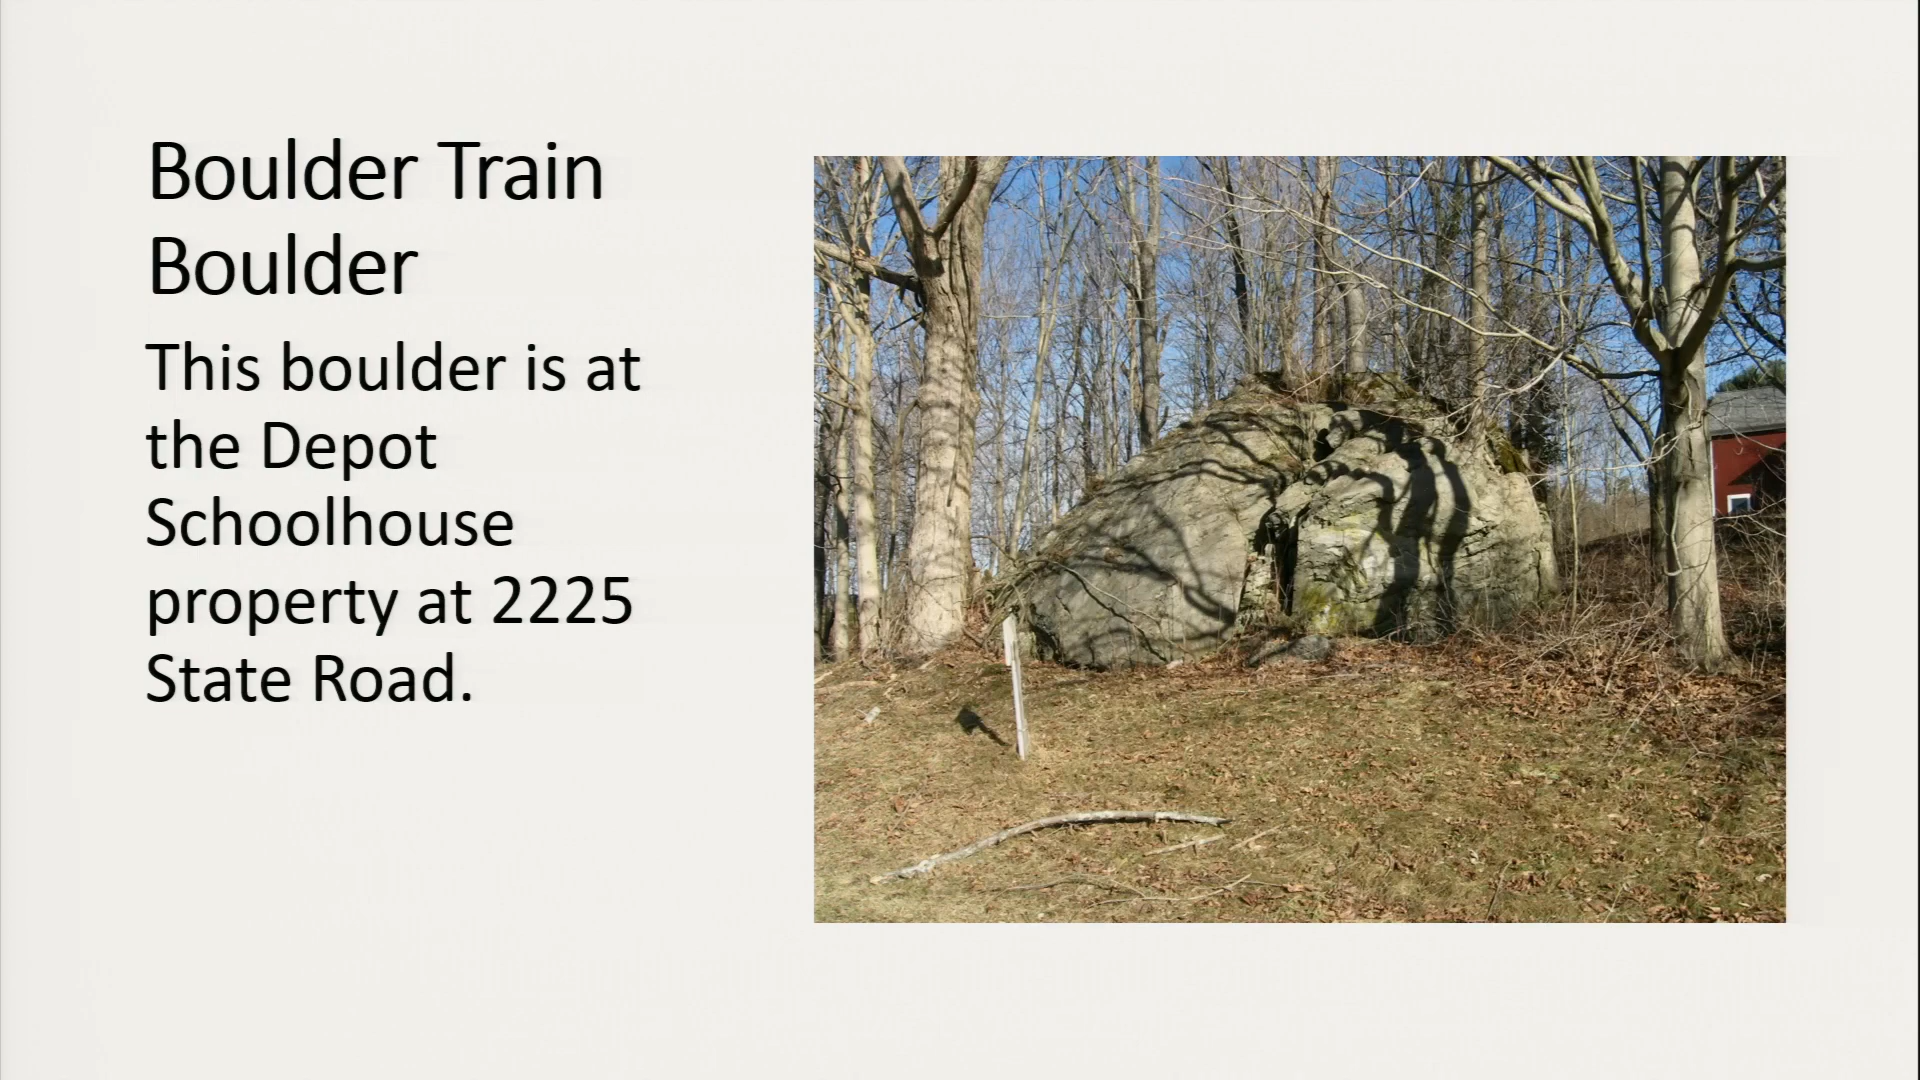 Boulder Train
Boulder
This boulder is at
the Depot
Schoolhouse
property at 2225
State Road.